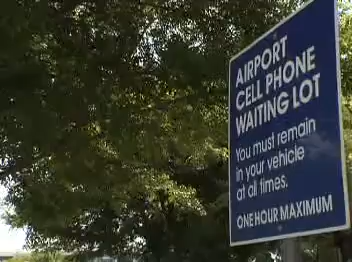 AIRPORT
CELL PHONE
WAITING LOT
You must remain
in your vehicle
at all times.
ONE HOUR MAXIMUM